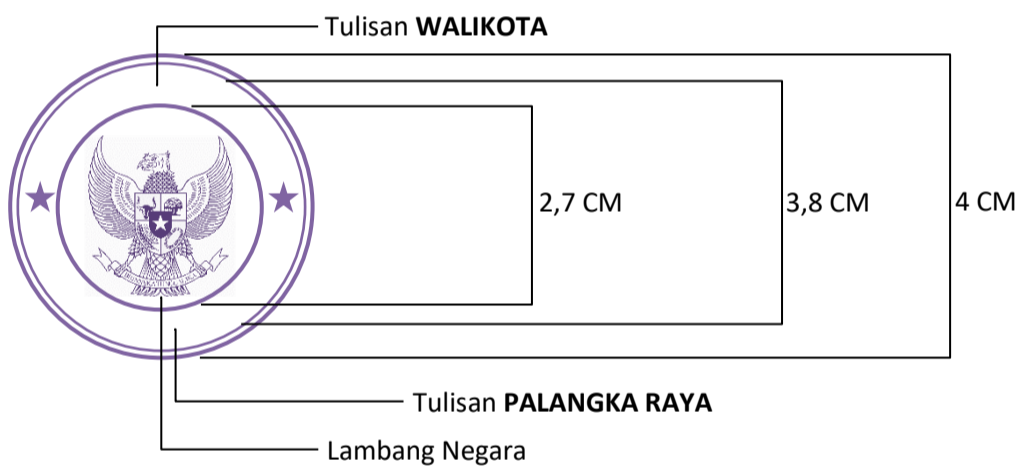 Tulisan WALIKOTA
2,7 CM
3,8 CM
4 CM
Tulisan PALANGKA RAYA
Lambang Negara